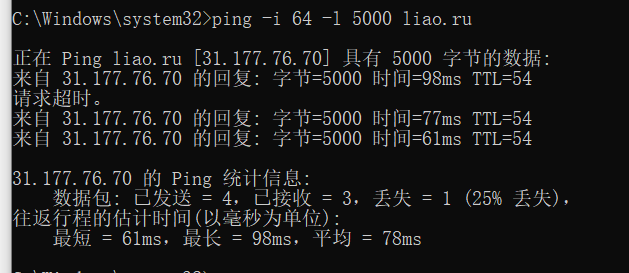 C:\Windows\system32>ping -i 64 -l 5000 liao.ru
正在 Ping liao.ru [31.177.76.70] 具有 5000 字节的数据:
来自 31.177.76.70 的回复: 字节=5000 时间=98ms TTL=54
请求超时。
来自 31.177.76.70 的回复: 字节=5000 时间=77ms TTL=54
来自 31.177.76.70 的回复: 字节=5000 时间=61ms TTL=54
31.177.76.70 的 Ping 统计信息:
数据包: 已发送 = 4，已接收 = 3，丢失 = 1 (25% 丢失)，
往返行程的估计时间(以毫秒为单位):
最短 = 61ms，最长 = 98ms，平均 = 78ms